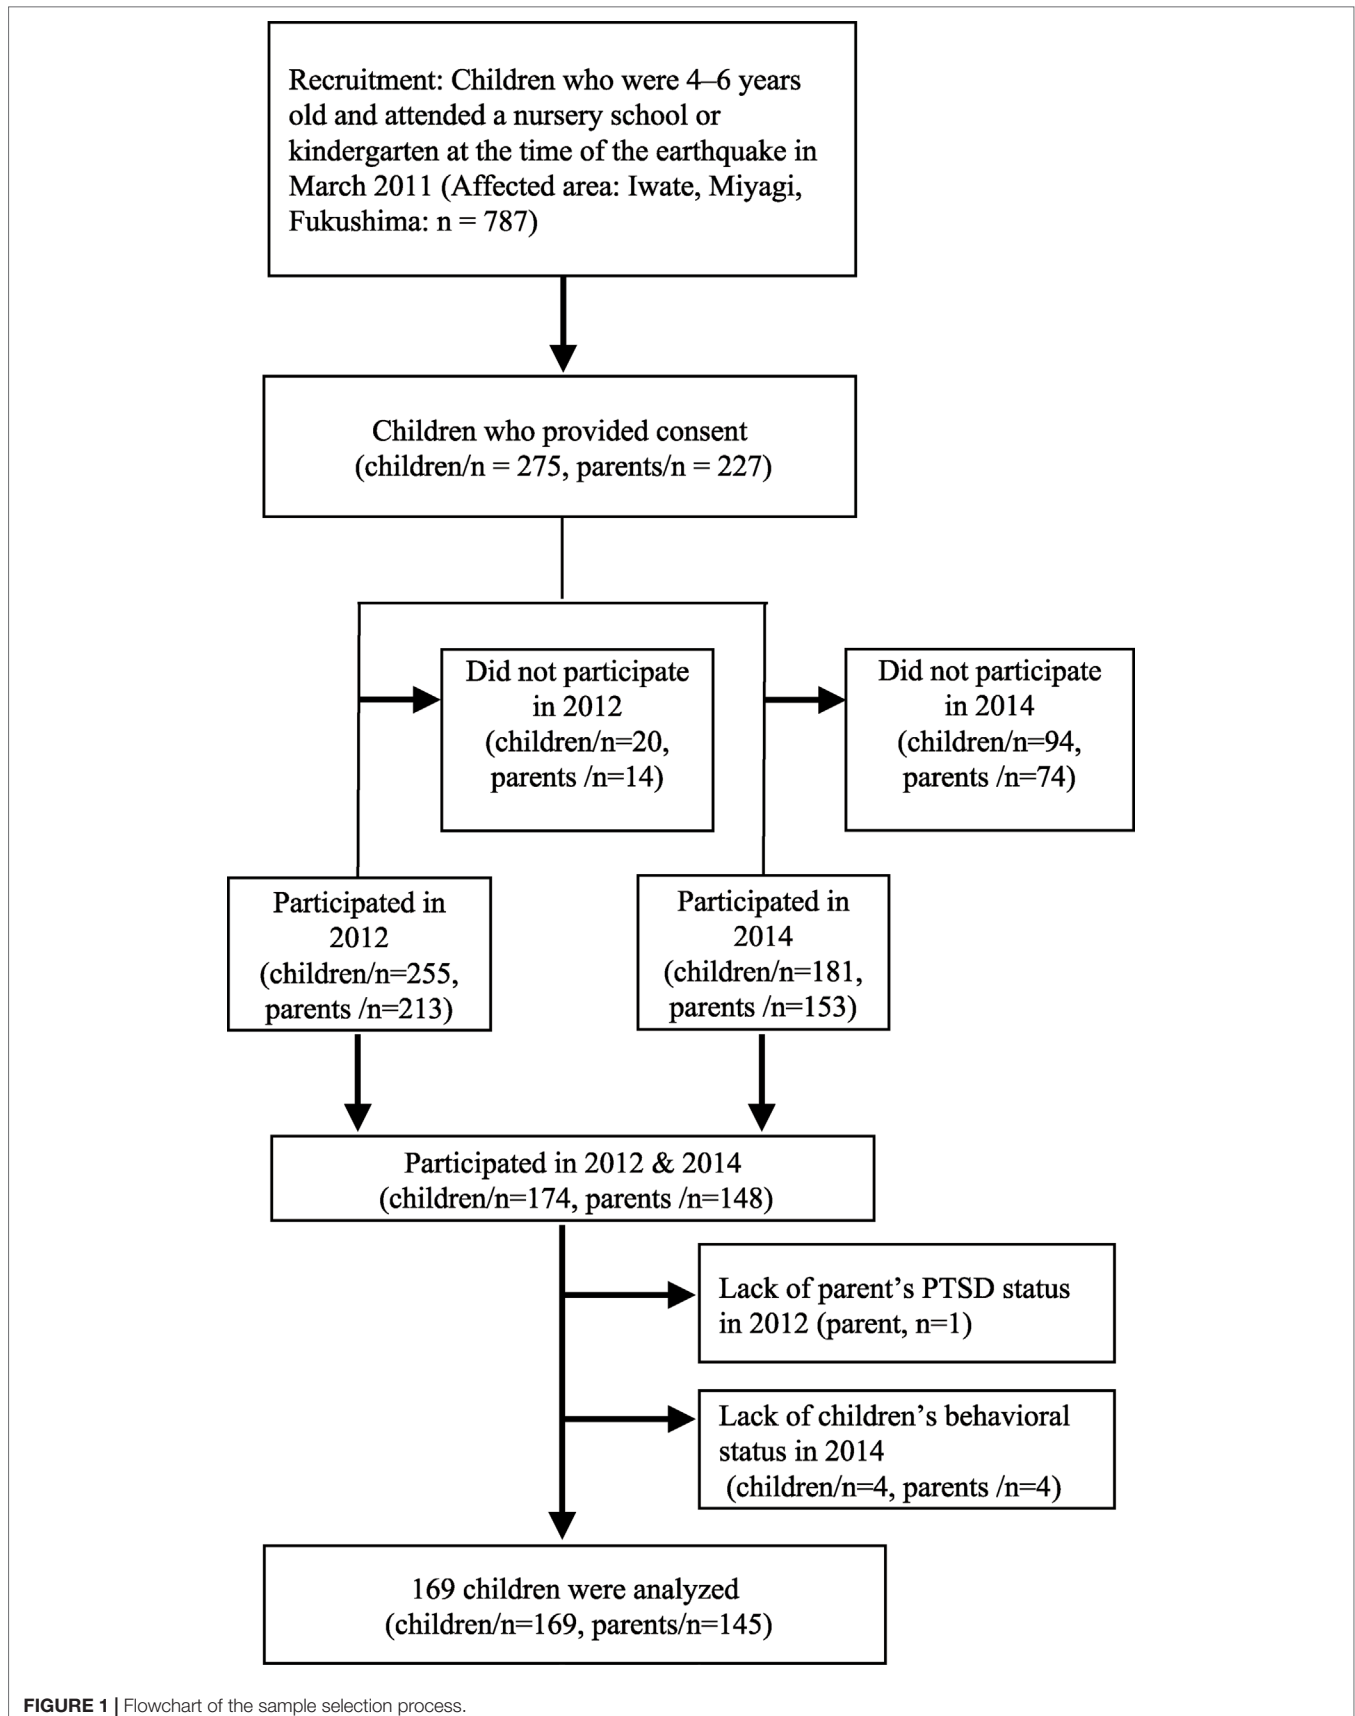 Recruitment: Children who were 4–6 years
old and attended a nursery school or
kindergarten at the time of the earthquake in
March 2011 (Affected area: Iwate, Miyagi,
Fukushima: n = 787)
Children who provided consent
(children/n = 275, parents/n = 227)
Did not participate
in 2012
(children/n=20,
parents /n=14)
Did not participate
in 2014
(children/n=94,
parents /n=74)
Participated in
2012
(children/n=255,
parents /n=213)
Participated in
2014
(children/n=181,
parents /n=153)
Participated in 2012 & 2014
(children/n=174, parents /n=148)
Lack of parent’s PTSD status
in 2012 (parent, n=1)
Lack of children’s behavioral
status in 2014
(children/n=4, parents /n=4)
169 children were analyzed
(children/n=169, parents/n=145)
FIGURE 1 | Flowchart of the sample selection process.